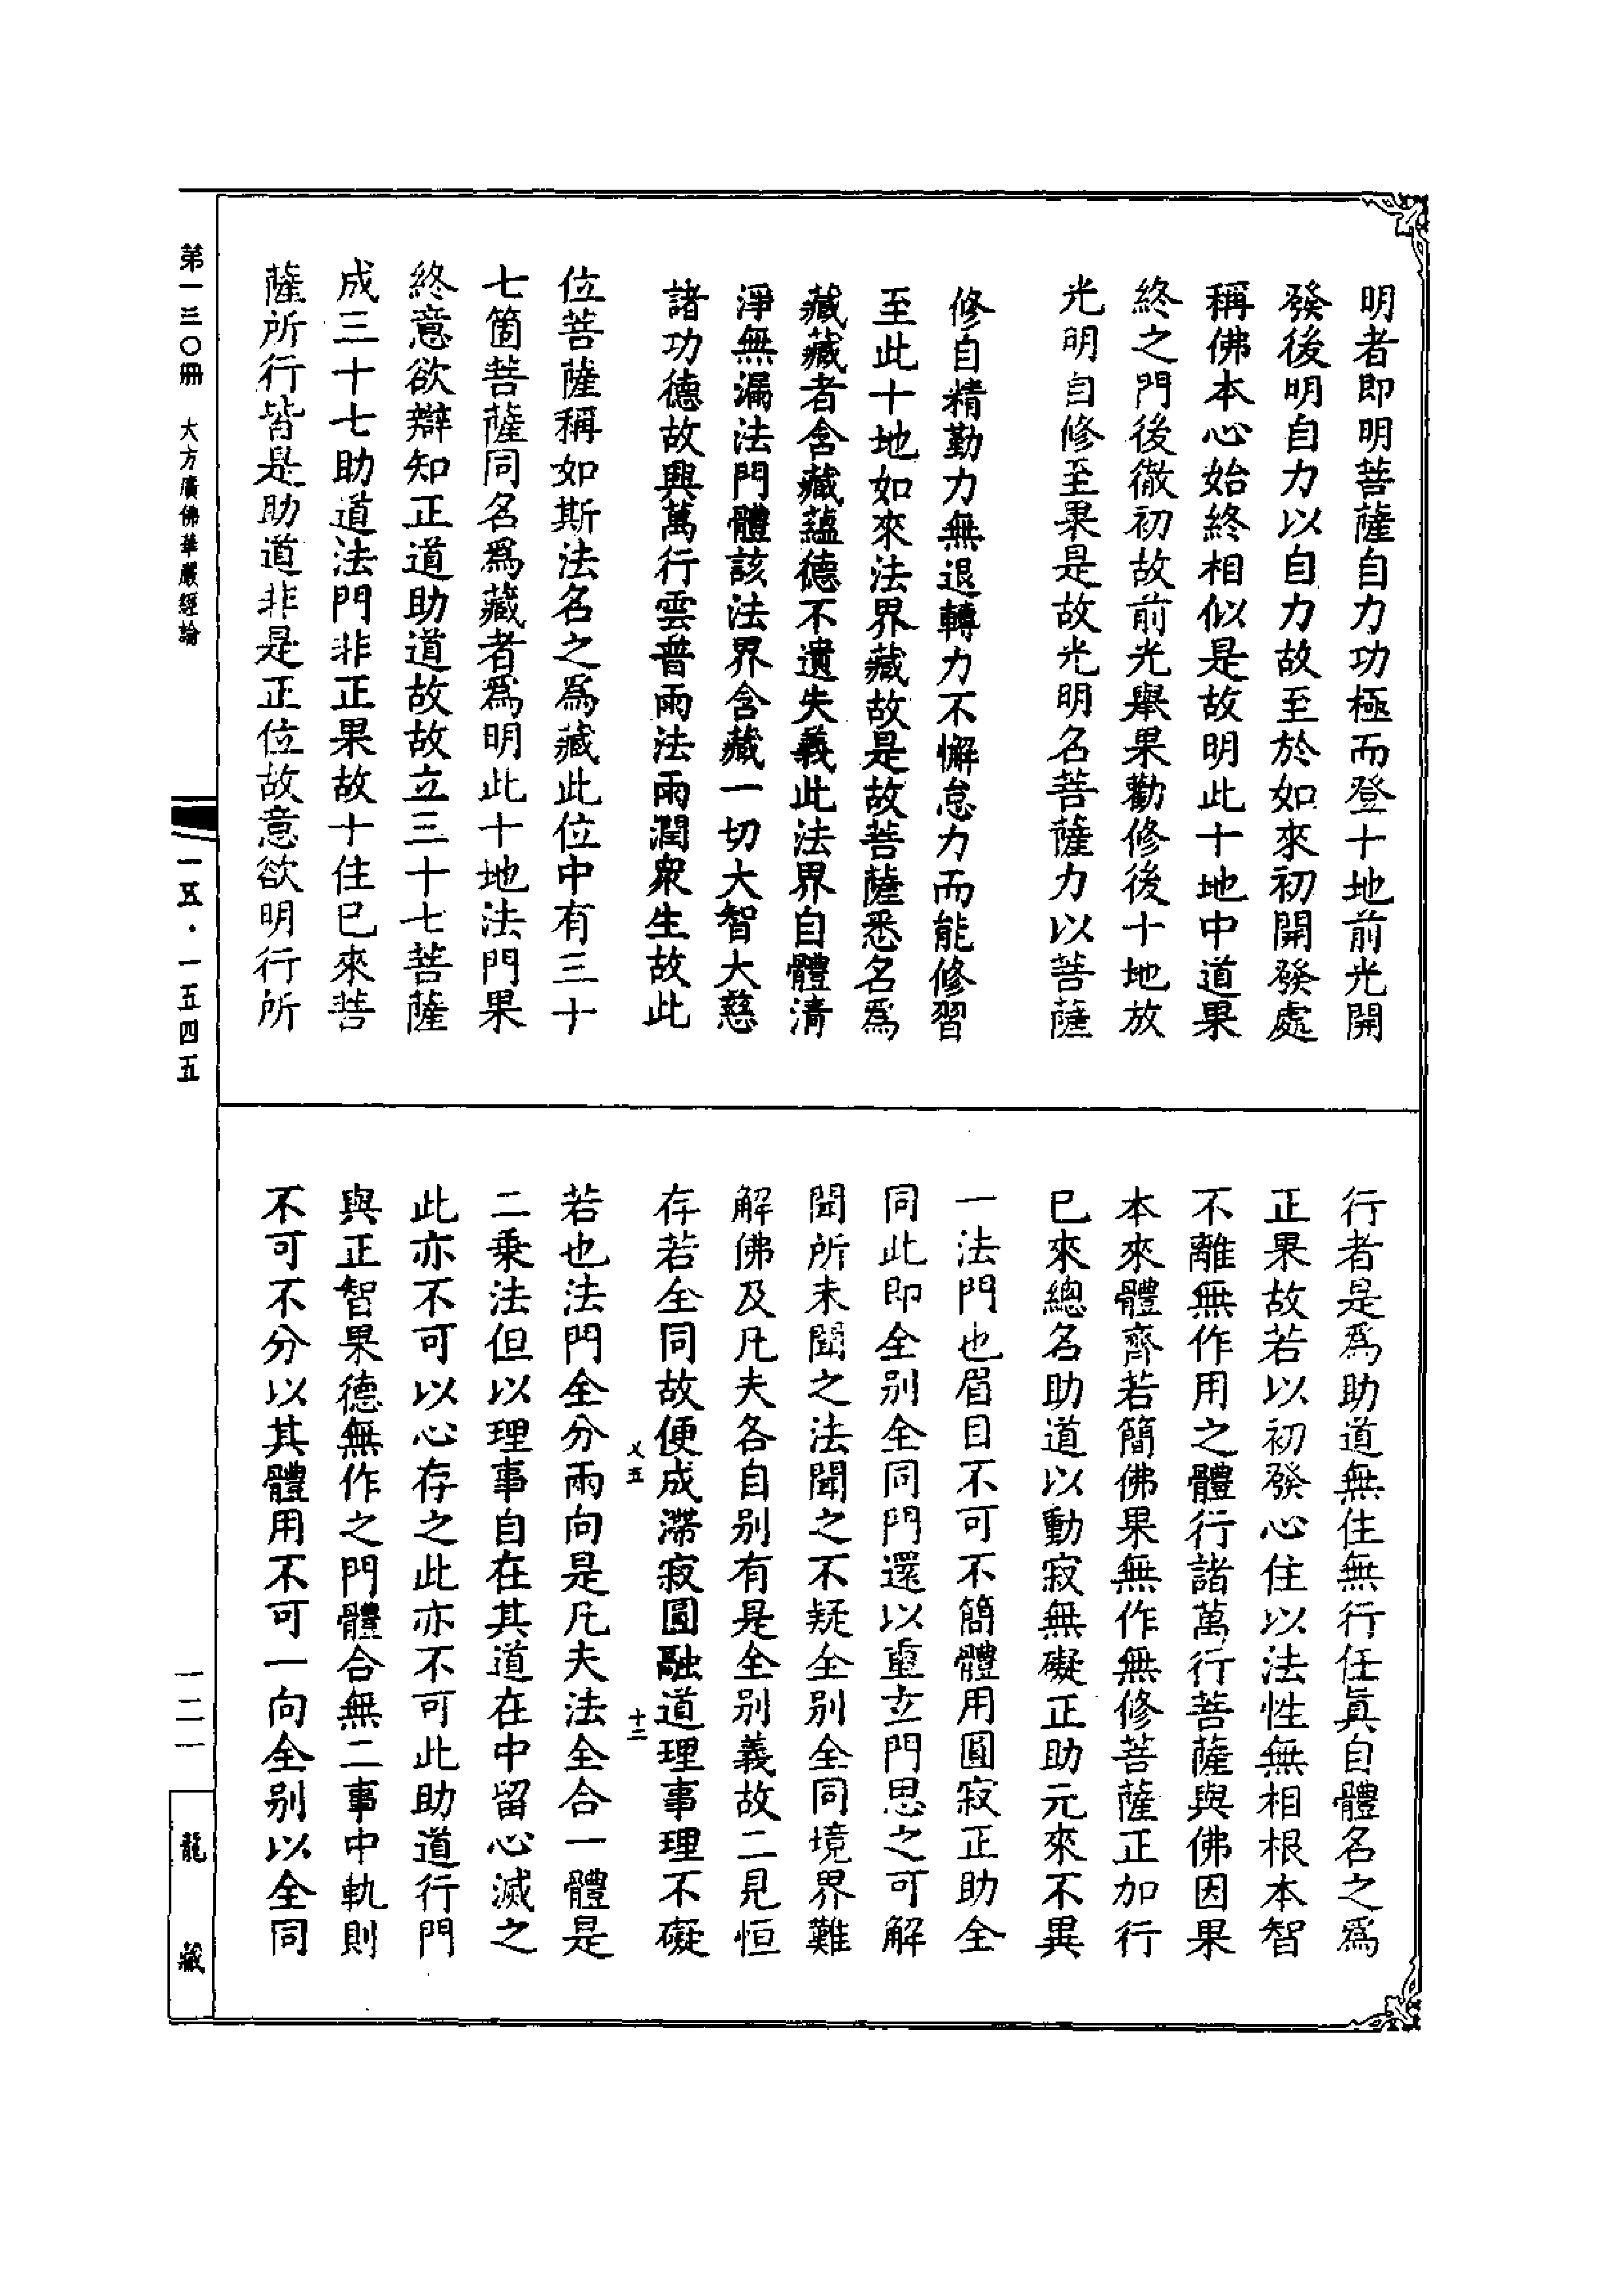 明者即明菩薩自力功極而登十地前光開
發後明自力以自力故至於如來初開發處
稱佛本心始終相似是故明此十地中道果
終之門後徹初故前光舉果勸修後十地放
光明自修至果是故光明名菩薩力以菩薩
修自精勤力無退轉力不懈怠力而能修習
至此十地如來法界藏故是故菩薩悉名爲
藏藏者含藏蘊德不遺失義此法界自體清
淨無漏法門體該法界含藏一切大智大慈
諸功德故興萬行雲普雨法雨潤衆生故此
位菩薩稱如斯法名之爲藏此位中有三十
七箇菩薩同名爲藏者爲明此十地法門果
終意欲辯知正道助道故故立三十七菩薩
成三十七助道法門非正果故十住已來菩
薩所行皆是助道非是正位故意欲明行所
行者是爲助道無住無行任眞自體名之爲
正果故若以初發心住以法性無相根本智
不離無作用之體行諸萬行菩薩與佛因果
本來體齊若簡佛果無作無修菩薩正加行
已來總名助道以動寂無礙正助元來不異
一法門也眉目不可不簡體用圓寂正助全
同此即全别全同門還以重立門思之可解
聞所未聞之法聞之不疑全别全同境界難
解佛及凡夫各自别有是全别義故二見恒
存若全同故便成滯寂圓融道理事理不礙
乂五
十二
若也法門全分兩向是凡夫法全合一體是
二乗法但以理事自在其道在中留心滅之
此亦不可以心存之此亦不可此助道行門
與正智果德無作之門體合無二事中軌則
不可不分以其體用不可一向全别以全同
第一三〇冊
大方廣佛華嚴經論
一五·一五四五
一二一
龍藏